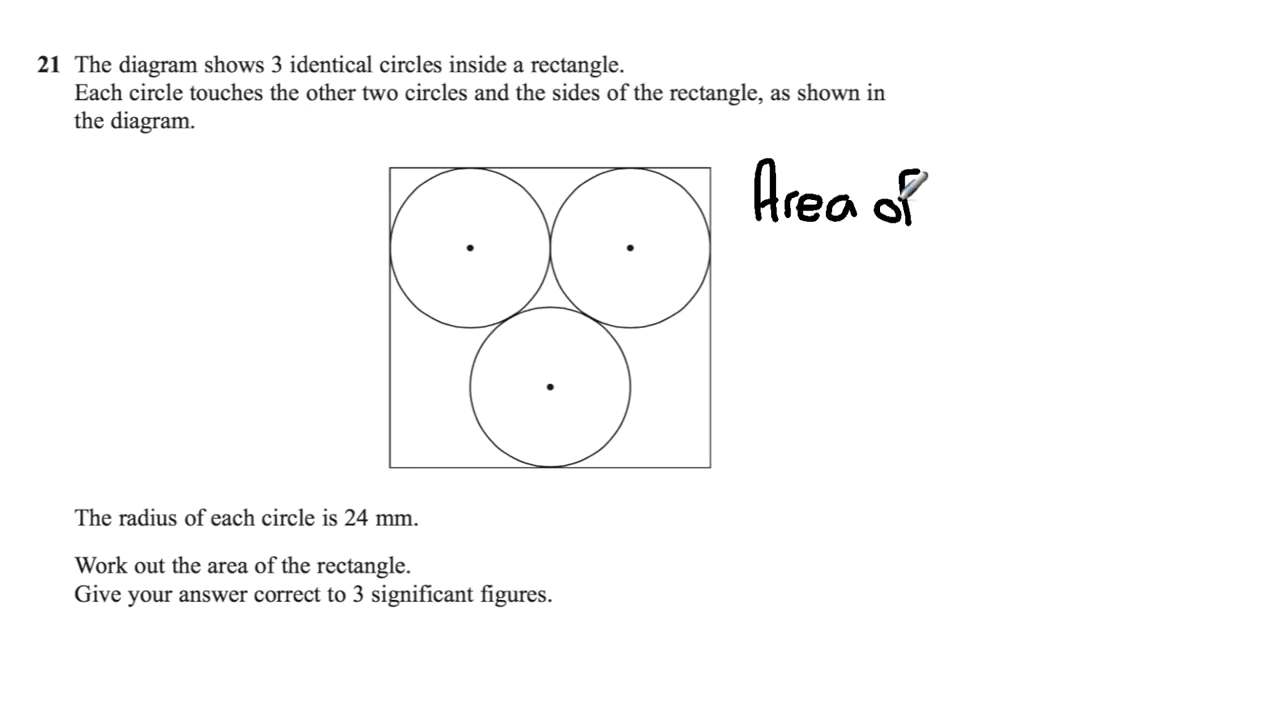 21 The diagram shows 3 identical circles inside a rectangle.
Each circle touches the other two circles and the sides of the rectangle, as shown in
the diagram.
Area of
The radius of each circle is 24 mm.
Work out the area of the rectangle.
Give your answer correct to 3 significant figures.